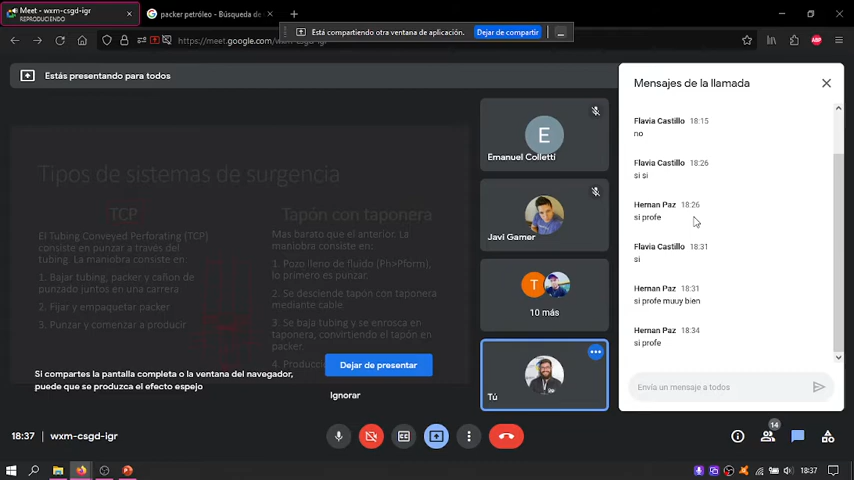 Meet - wxm-csgd-igr
REPRODUCIENDO
packer petróleo - Búsqueda de
Está compartiendo otra ventana de aplicación.
Dejar de compartir
https://meet.google.com/wxm-csgd-igr
ABP
Estás presentando para todos
Tipos de sistemas de surgencia
TCP
El Tubing Conveyed Perforating (TCP)
consiste en punzar a través del
tubing. La maniobra consiste en:
1. Bajar tubing, packer y cañon de
punzado juntos en una carrera
2. Fijar y empaquetar packer
3. Punzar y comenzar a producir
Tapón con taponera
Mas barato que el anterior. La
maniobra consiste en:
1. Pozo lleno de fluido (Ph>Pform),
lo primero es punzar.
2. Se desciende tapón con taponera
mediante cable
3. Se baja tubing y se enrosca en
taponera, convirtiendo el tapón en
packer.
4. Producci
Si compartes la pantalla completa o la ventana del navegador,
puede que se produzca el efecto espejo
Dejar de presentar
Ignorar
E
Emanuel Colletti
Javi Gamer
T
10 más
Tú
Mensajes de la llamada
Flavia Castillo 18:15
no
Flavia Castillo 18:26
si si
Hernan Paz 18:26
si profe
Flavia Castillo 18:31
si
Hernan Paz 18:31
si profe muuy bien
Hernan Paz 18:34
si profe
Envía un mensaje a todos
18:37
wxm-csgd-igr
14
18:37